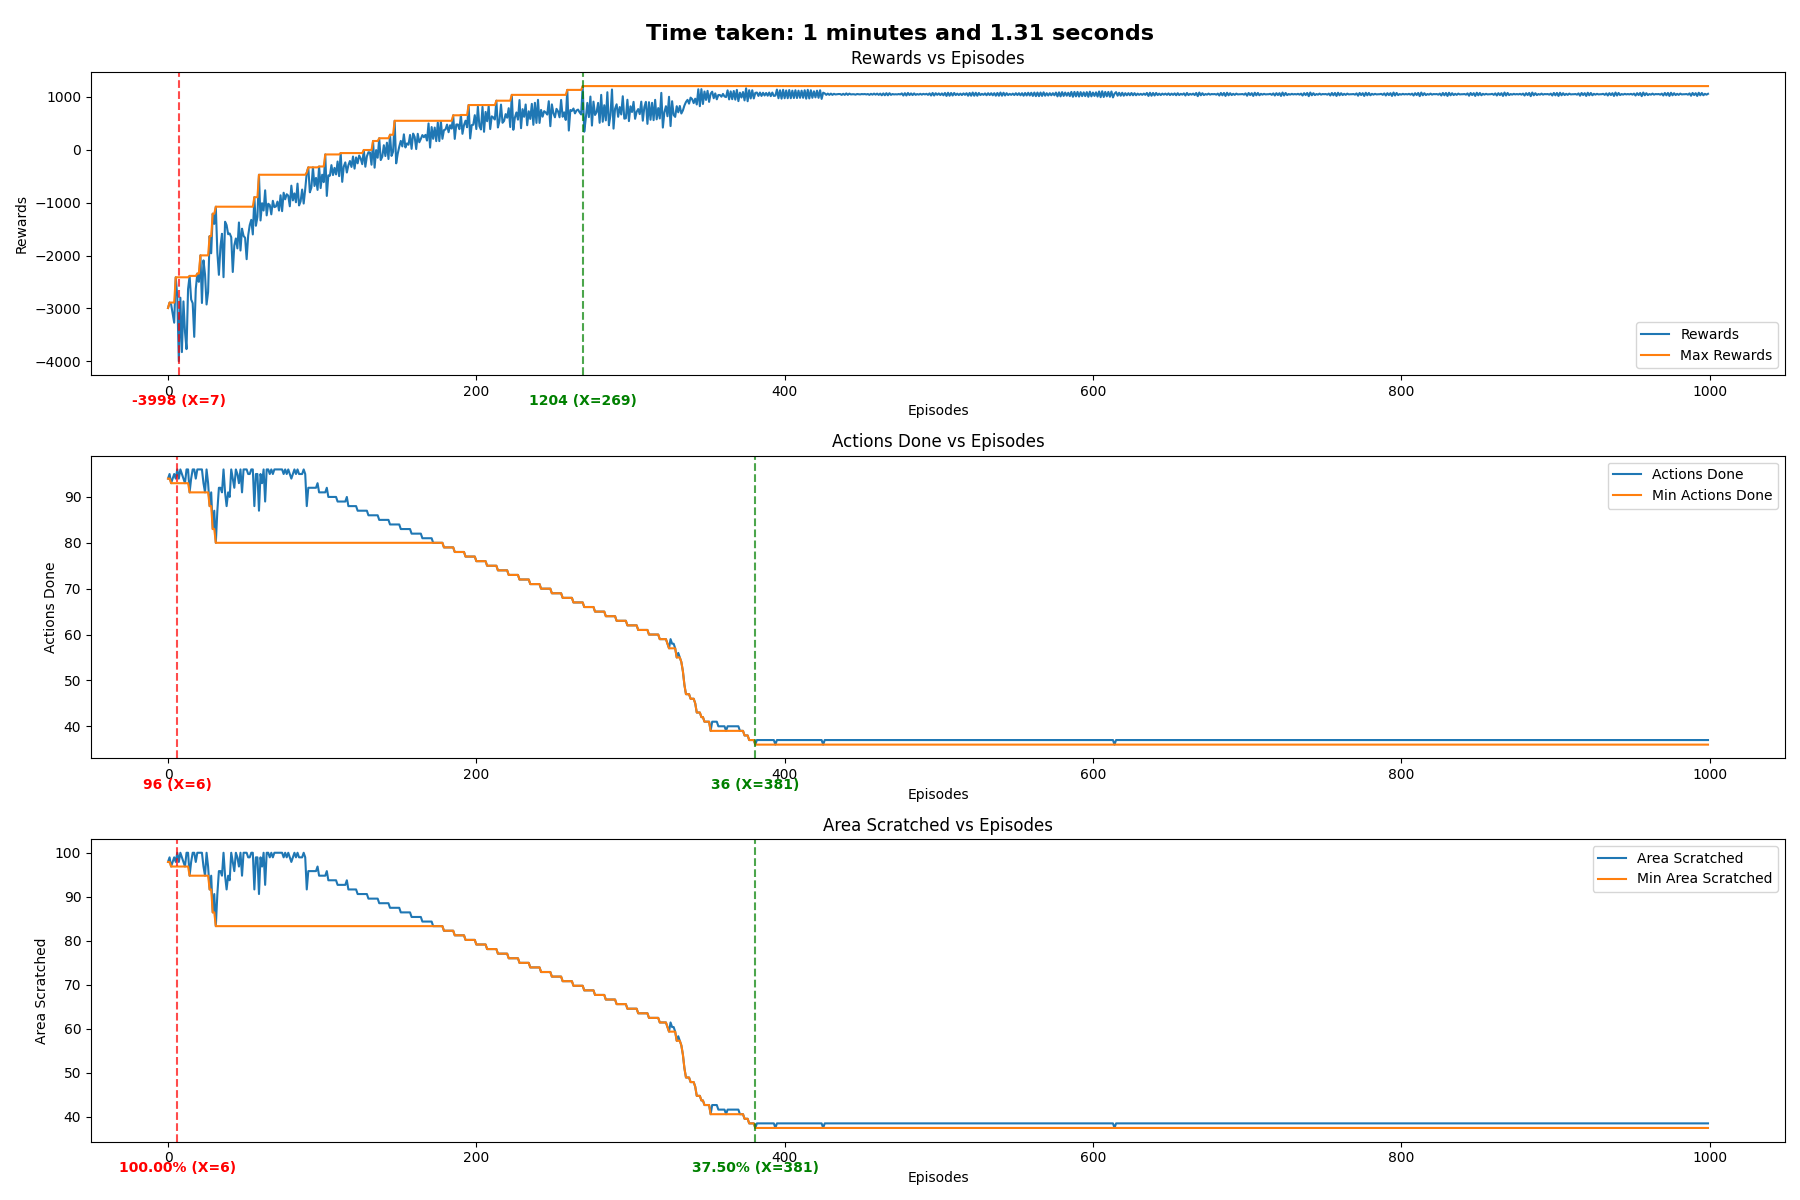 Time taken: 1 minutes and 1.31 seconds
Rewards vs Episodes
1000
0
−1000
−2000
−3000
−4000
Rewards
Rewards
Max Rewards
0
200
400
600
800
1000
-3998 (X=7)
1204 (X=269)
Episodes
Actions Done vs Episodes
90
80
70
60
50
40
Actions Done
Actions Done
Min Actions Done
0
200
400
600
800
1000
96 (X=6)
36 (X=381)
Episodes
Area Scratched vs Episodes
100
90
80
70
60
50
40
Area Scratched
Area Scratched
Min Area Scratched
0
200
400
600
800
1000
100.00% (X=6)
37.50% (X=381)
Episodes